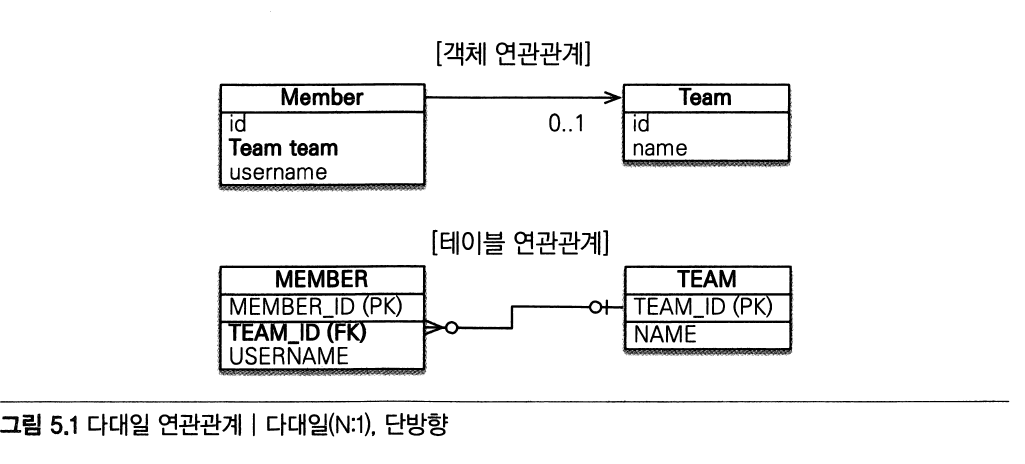 [객체 연관관계]
Member
id
Team team
username
0..1
Team
id
name
[테이블 연관관계]
MEMBER
MEMBER_ID (PK)
TEAM_ID (FK)
USERNAME
TEAM
TEAM_ID (PK)
NAME
그림 5.1 다대일 연관관계 | 다대일(N:1), 단방향